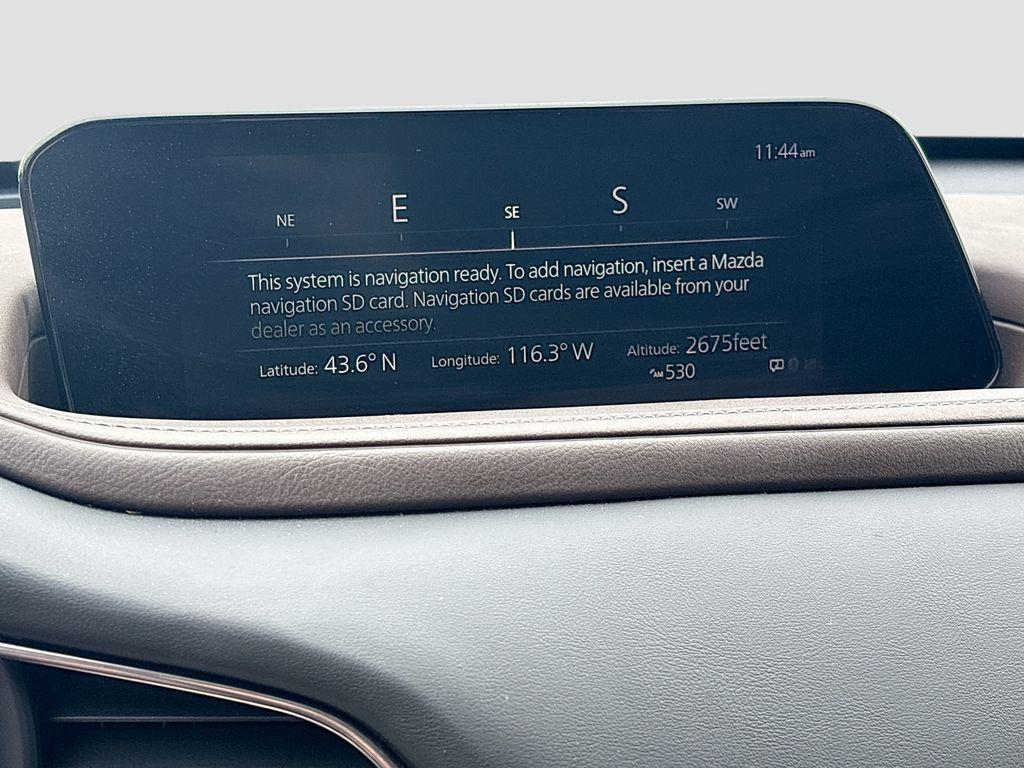 11:44am
NE E SE S SW
This system is navigation ready. To add navigation, insert a Mazda
navigation SD card. Navigation SD cards are available from your
dealer as an accessory.
Latitude: 43.6° N Longitude: 116.3° W Altitude: 2675feet
AM 530